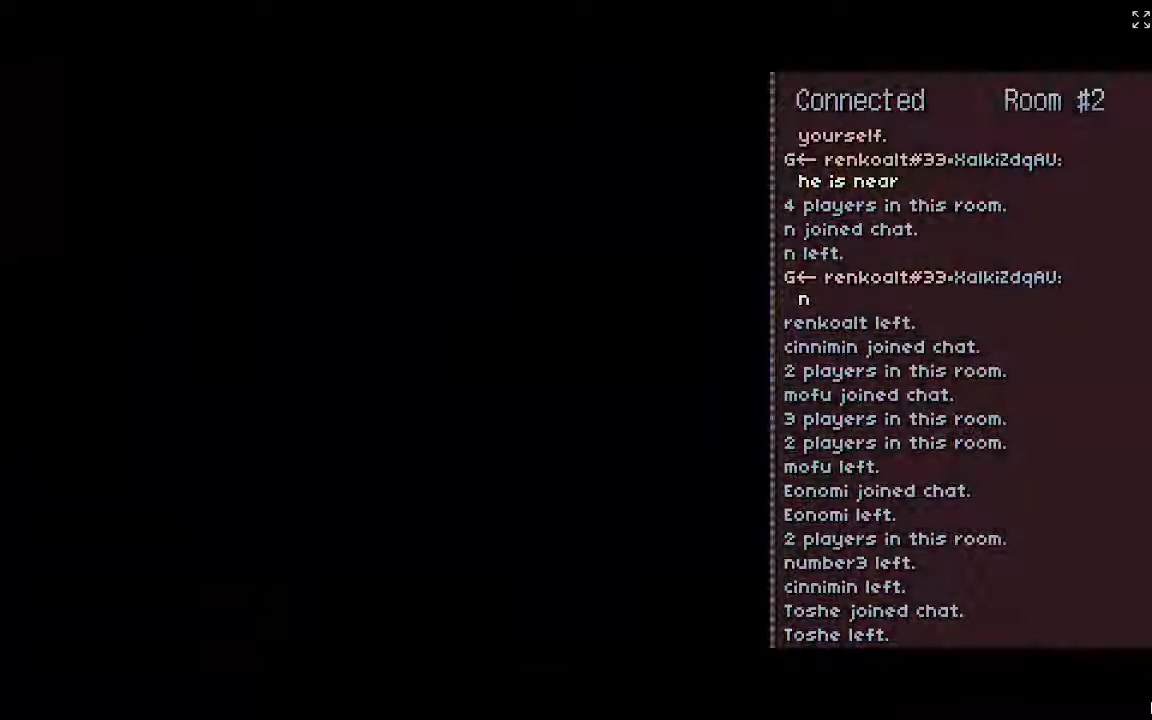 Connected Room #2
yourself.
G← renkoalt#33•XalkiZdqAU:
he is near
4 players in this room.
n joined chat.
n left.
G← renkoalt#33•XalkiZdqAU:
n
renkoalt left.
cinnimin joined chat.
2 players in this room.
mofu joined chat.
3 players in this room.
2 players in this room.
mofu left.
Eonomi joined chat.
Eonomi left.
2 players in this room.
number3 left.
cinnimin left.
Toshe joined chat.
Toshe left.